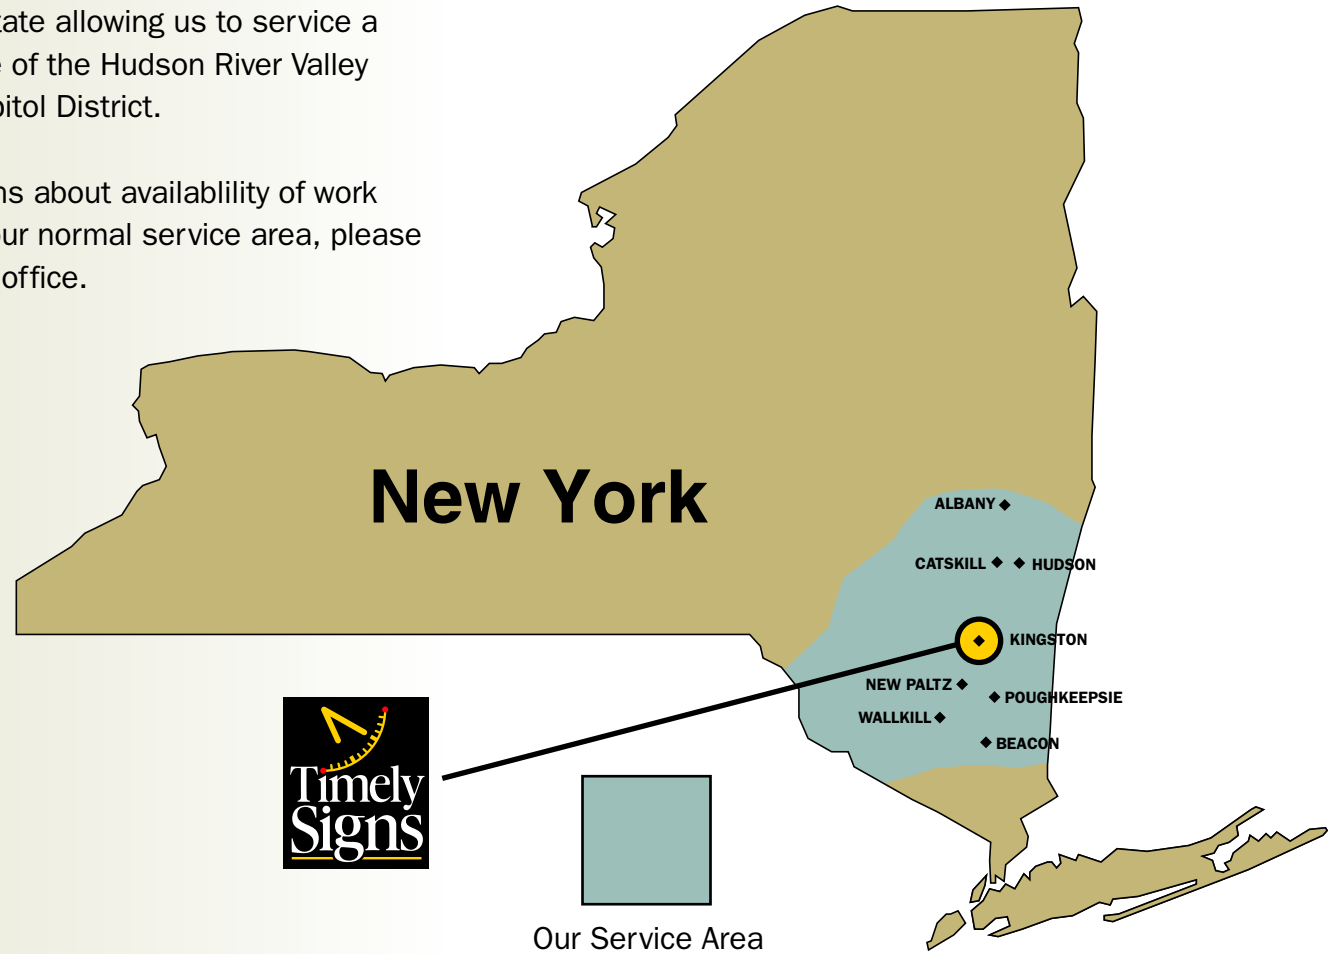 tate allowing us to service a
e of the Hudson River Valley
pitol District.
ns about availablility of work
our normal service area, please
office.
New York
ALBANY
CATSKILL
HUDSON
KINGSTON
NEW PALTZ
POUGHKEEPSIE
WALLKILL
BEACON
Timely
Signs
Our Service Area